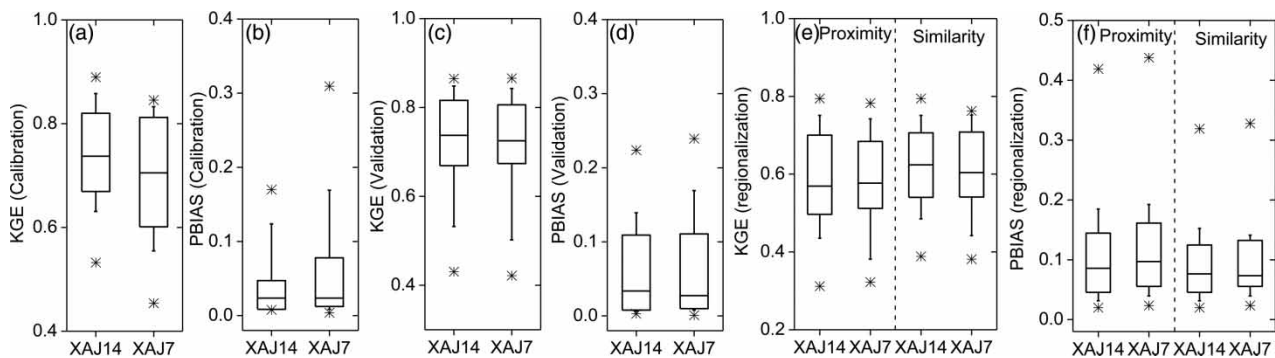 (a)
KGE (Calibration)
1.0
0.8
0.6
0.4
XAJ14 XAJ7
(b)
PBIAS (Calibration)
0.4
0.3
0.2
0.1
0.0
XAJ14 XAJ7
(c)
KGE (Validation)
1.0
0.8
0.6
0.4
XAJ14 XAJ7
(d)
PBIAS (Validation)
0.4
0.3
0.2
0.1
0.0
XAJ14 XAJ7
(e) Proximity Similarity
KGE (regionalization)
1.0
0.8
0.6
0.4
0.2
XAJ14 XAJ7 XAJ14 XAJ7
(f) Proximity Similarity
PBIAS (regionalization)
0.5
0.4
0.3
0.2
0.1
0.0
XAJ14 XAJ7 XAJ14 XAJ7